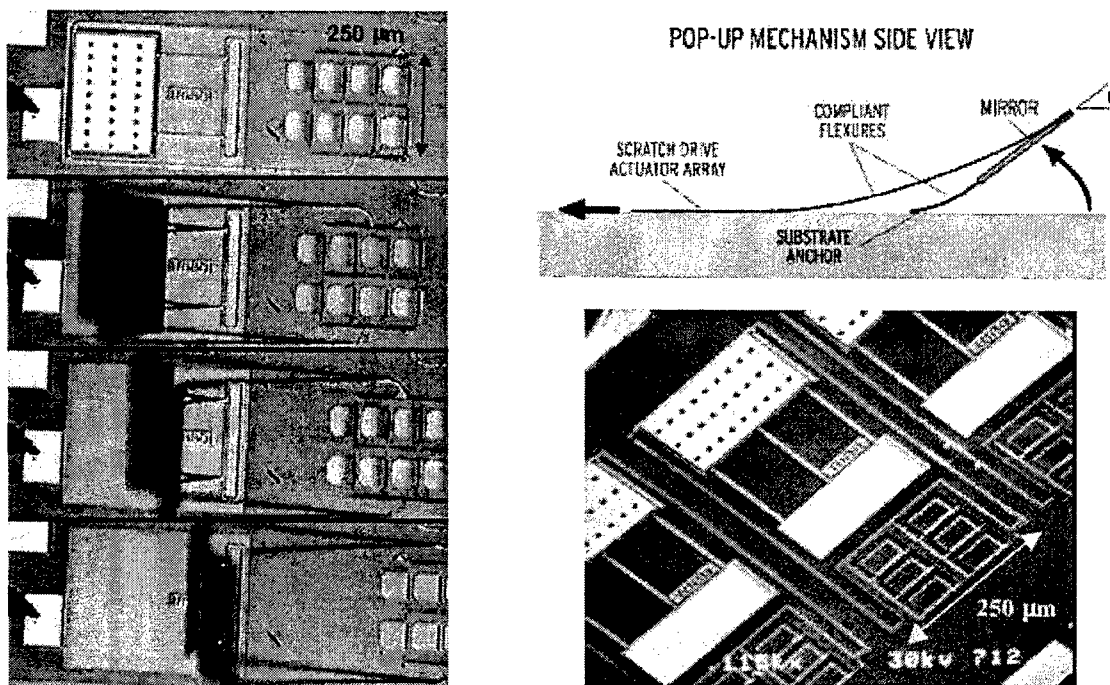 250 µm
POP-UP MECHANISM SIDE VIEW
COMPLIANT
FLEXURES
MIRROR
SCRATCH DRIVE
ACTUATOR ARRAY
SUBSTRATE
ANCHOR
250 µm
30kv 712